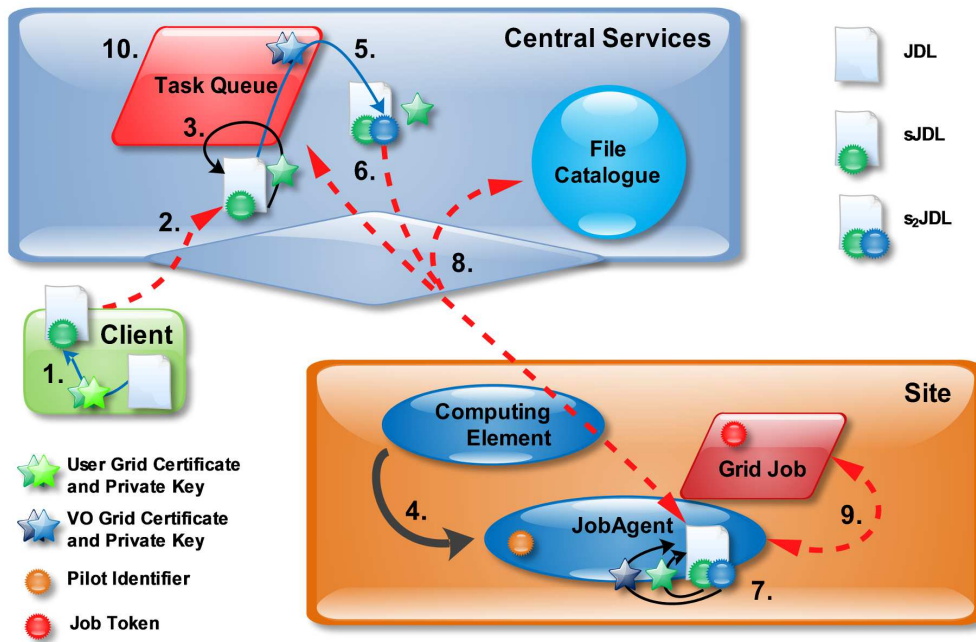 10.
5.
Central Services
JDL
Task Queue
3.
sJDL
File
Catalogue
6.
2.
s₂JDL
8.
Client
1.
Site
Computing
Element
User Grid Certificate
and Private Key
Grid Job
4.
9.
VO Grid Certificate
and Private Key
JobAgent
Pilot Identifier
7.
Job Token